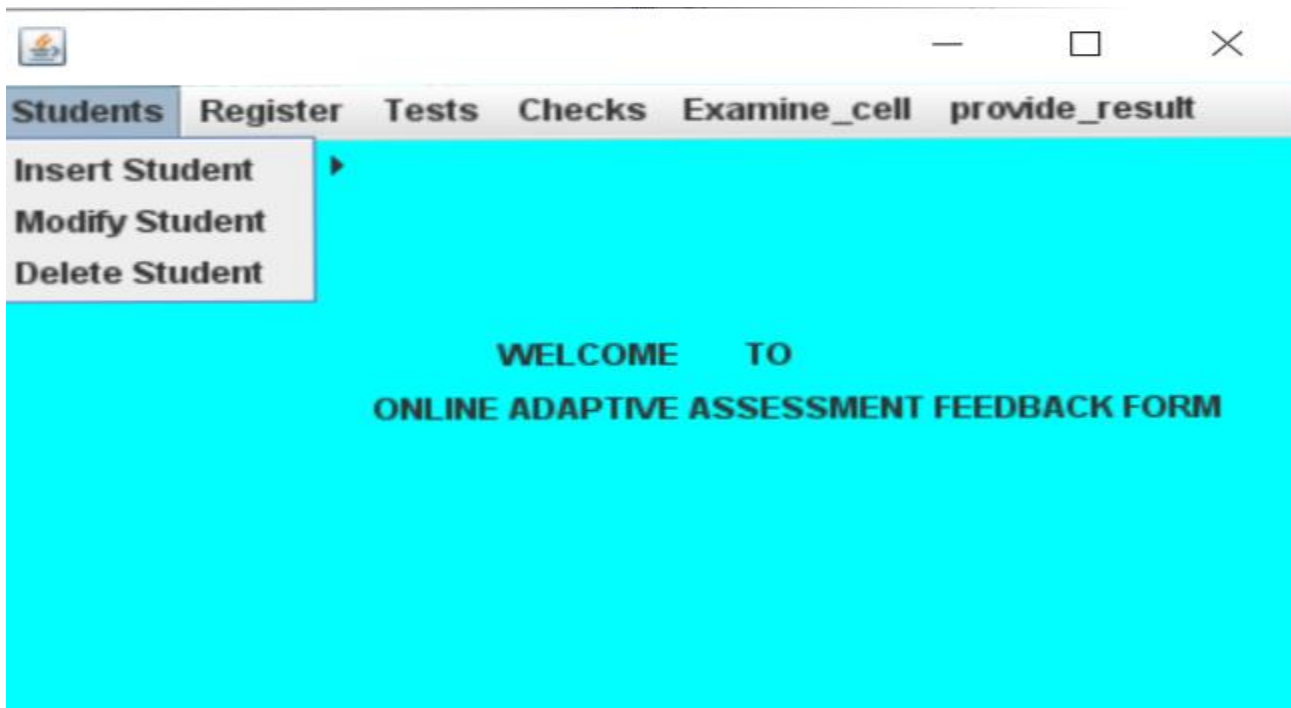 Students Register Tests Checks Examine_cell provide_result
Insert Student
Modify Student
Delete Student
WELCOME TO
ONLINE ADAPTIVE ASSESSMENT FEEDBACK FORM